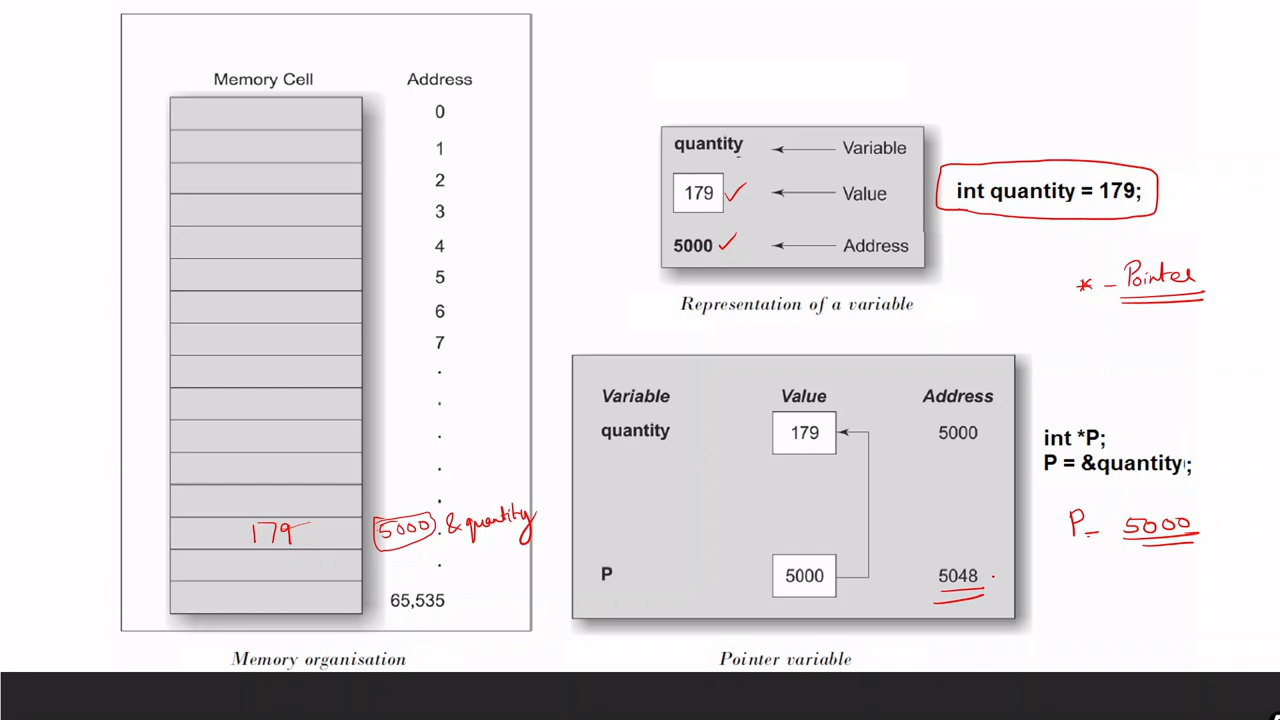 Memory Cell Address
0
1
2
3
4
5
6
7
179 5000 &quantity
65,535
Memory organisation
quantity Variable
179 Value
5000 Address
Representation of a variable
int quantity = 179;
* - Pointer
Variable Value Address
quantity 179 5000
P 5000 5048
Pointer variable
int *P;
P = &quantity;
P - 5000